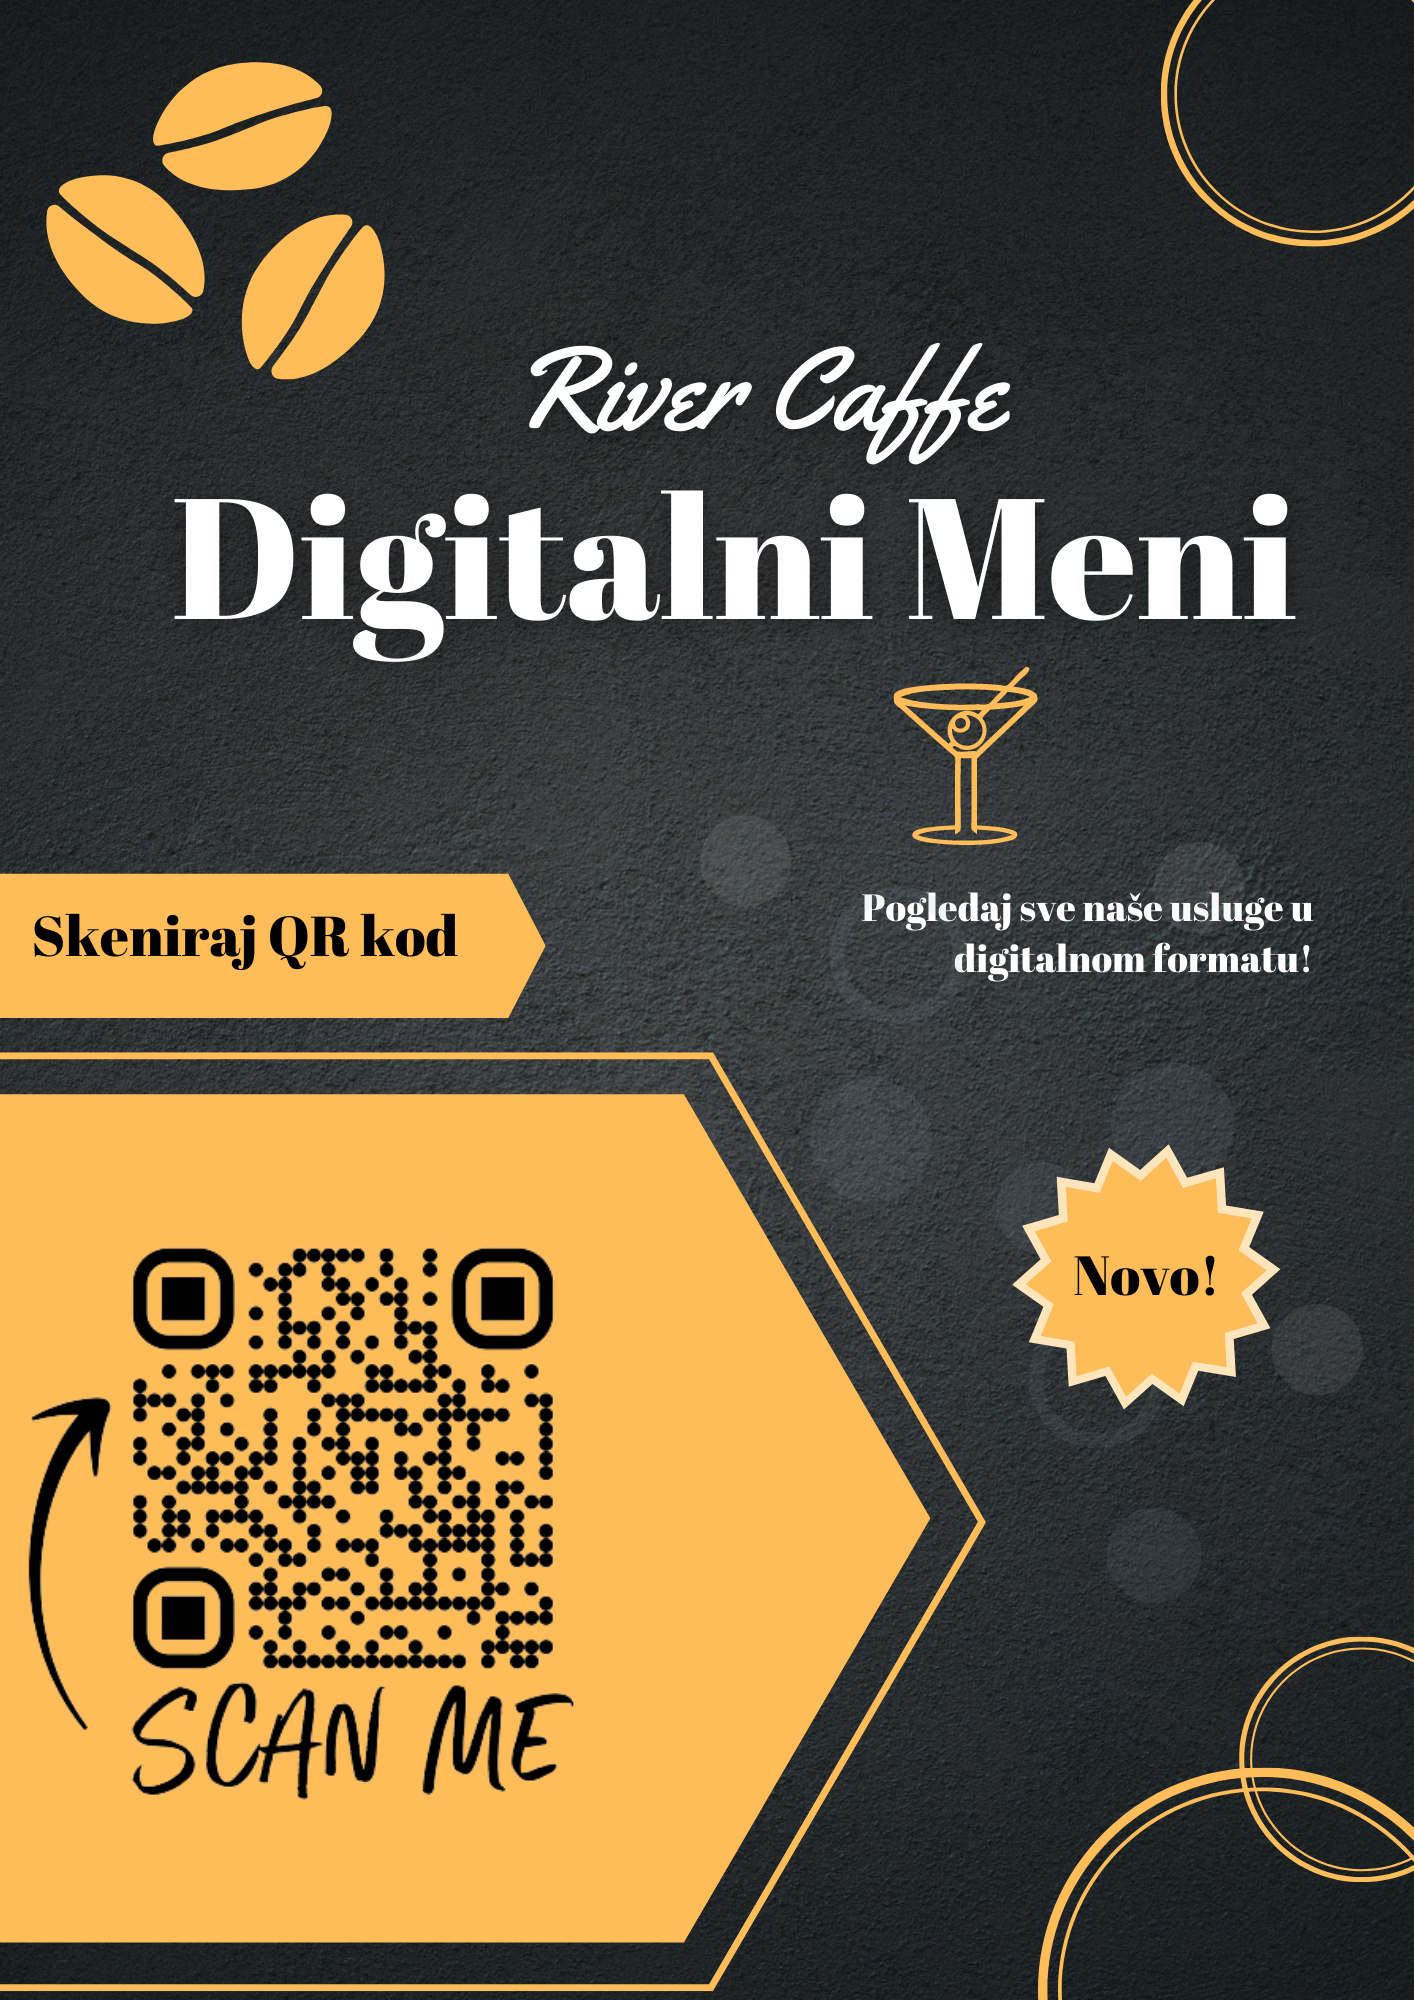 River Caffe
Digitalni Meni
Skeniraj QR kod
Pogledaj sve naše usluge u
digitalnom formatu!
Novo!
SCAN ME